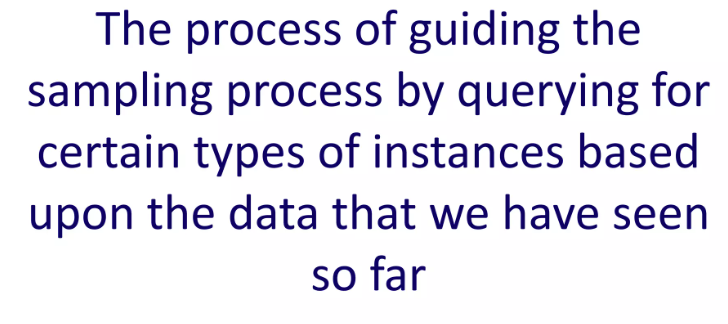 The process of guiding the
sampling process by querying for
certain types of instances based
upon the data that we have seen
so far